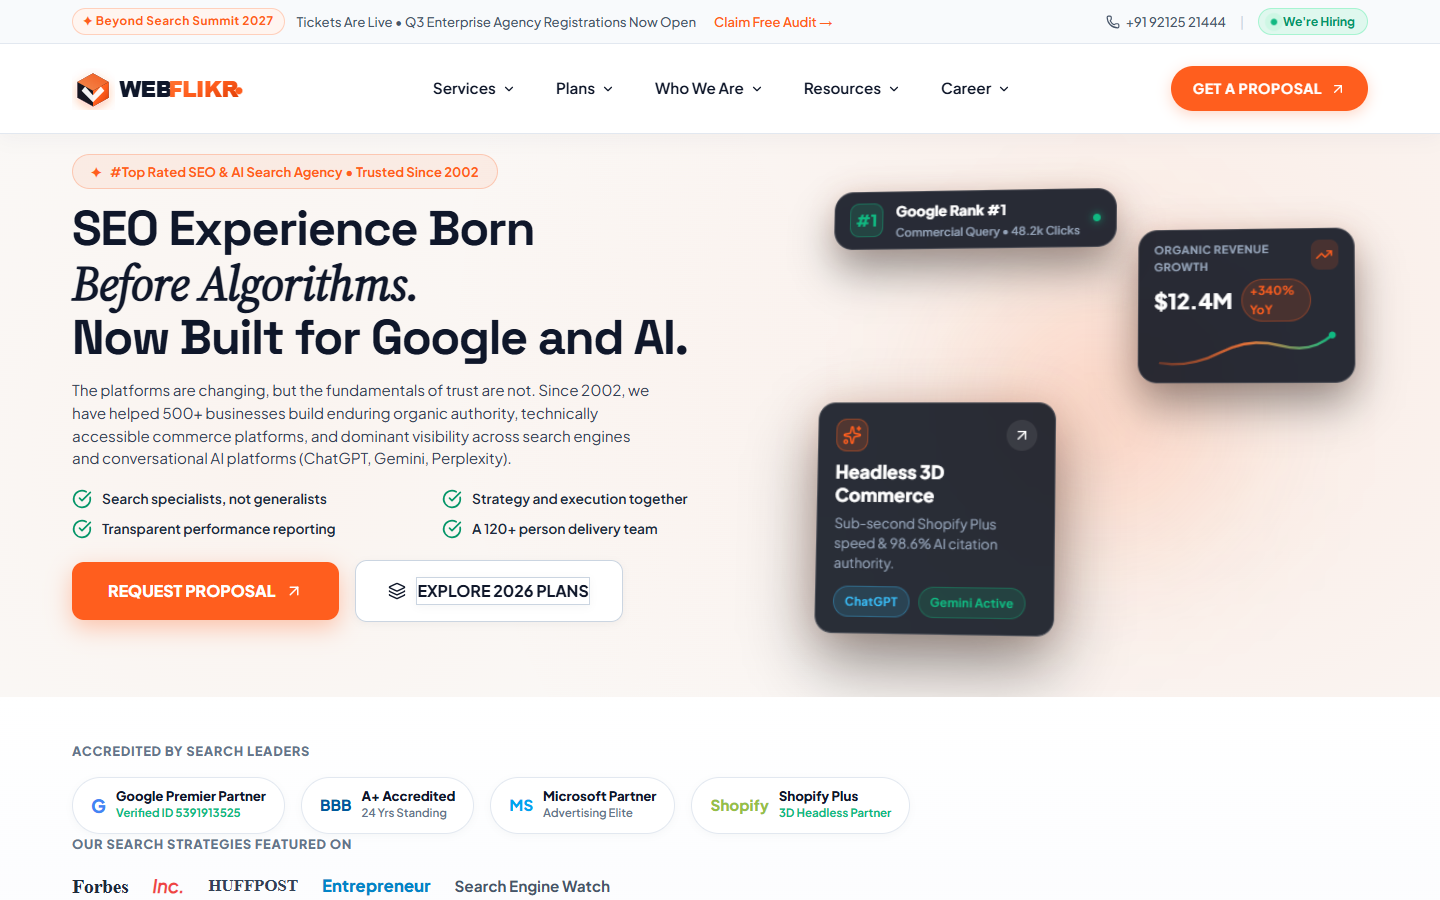 ✦ Beyond Search Summit 2027
Tickets Are Live • Q3 Enterprise Agency Registrations Now Open
Claim Free Audit →
+91 92125 21444
We're Hiring
WEBFLIKR
Services
Plans
Who We Are
Resources
Career
GET A PROPOSAL
✦ #Top Rated SEO & AI Search Agency • Trusted Since 2002
SEO Experience Born
Before Algorithms.
Now Built for Google and AI.
The platforms are changing, but the fundamentals of trust are not. Since 2002, we
have helped 500+ businesses build enduring organic authority, technically
accessible commerce platforms, and dominant visibility across search engines
and conversational AI platforms (ChatGPT, Gemini, Perplexity).
Search specialists, not generalists
Strategy and execution together
Transparent performance reporting
A 120+ person delivery team
REQUEST PROPOSAL
EXPLORE 2026 PLANS
#1
Google Rank #1
Commercial Query • 48.2k Clicks
ORGANIC REVENUE
GROWTH
$12.4M
+340%
YoY
Headless 3D
Commerce
Sub-second Shopify Plus
speed & 98.6% AI citation
authority.
ChatGPT
Gemini Active
ACCREDITED BY SEARCH LEADERS
G
Google Premier Partner
Verified ID 5391913525
BBB
A+ Accredited
24 Yrs Standing
MS
Microsoft Partner
Advertising Elite
Shopify
Shopify Plus
3D Headless Partner
OUR SEARCH STRATEGIES FEATURED ON
Forbes
Inc.
HUFFPOST
Entrepreneur
Search Engine Watch